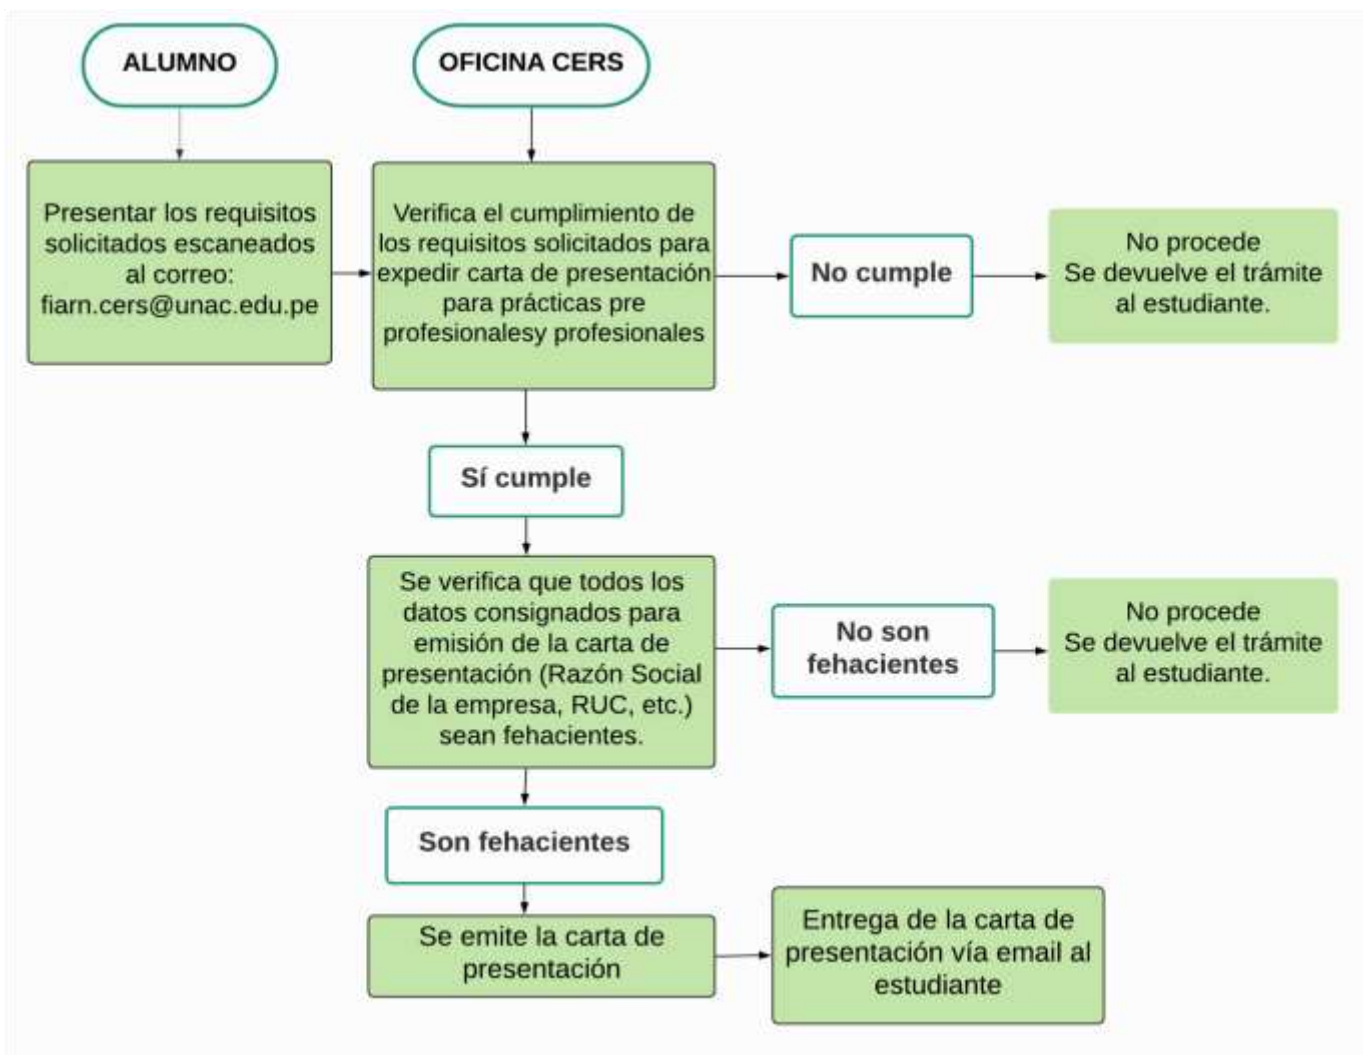 ALUMNO
OFICINA CERS
Presentar los requisitos
solicitados escaneados
al correo:
fiarn.cers@unac.edu.pe
Verifica el cumplimiento de
los requisitos solicitados para
expedir carta de presentación
para prácticas pre
profesionalesy profesionales
No cumple
No procede
Se devuelve el trámite
al estudiante.
Sí cumple
Se verifica que todos los
datos consignados para
emisión de la carta de
presentación (Razón Social
de la empresa, RUC, etc.)
sean fehacientes.
No son
fehacientes
No procede
Se devuelve el trámite
al estudiante.
Son fehacientes
Se emite la carta de
presentación
Entrega de la carta de
presentación vía email al
estudiante